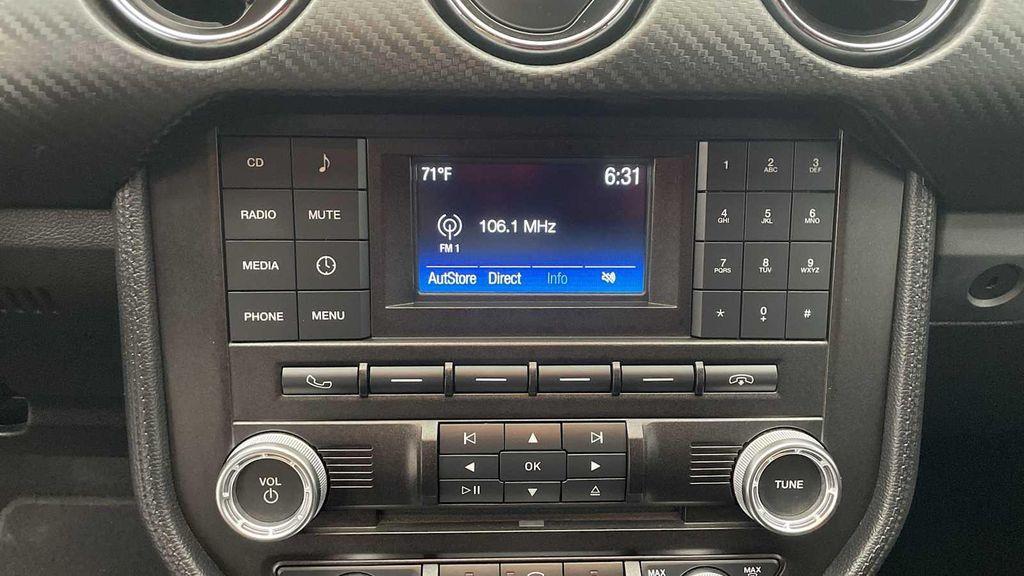 CD
RADIO MUTE
MEDIA
PHONE MENU
71°F 6:31
106.1 MHz
FM 1
AutStore Direct Info
1 2 3
ABC DEF
4 5 6
GHI JKL MNO
7 8 9
PQRS TUV WXYZ
* 0 #
+
VOL
OK
TUNE
MAX MAX